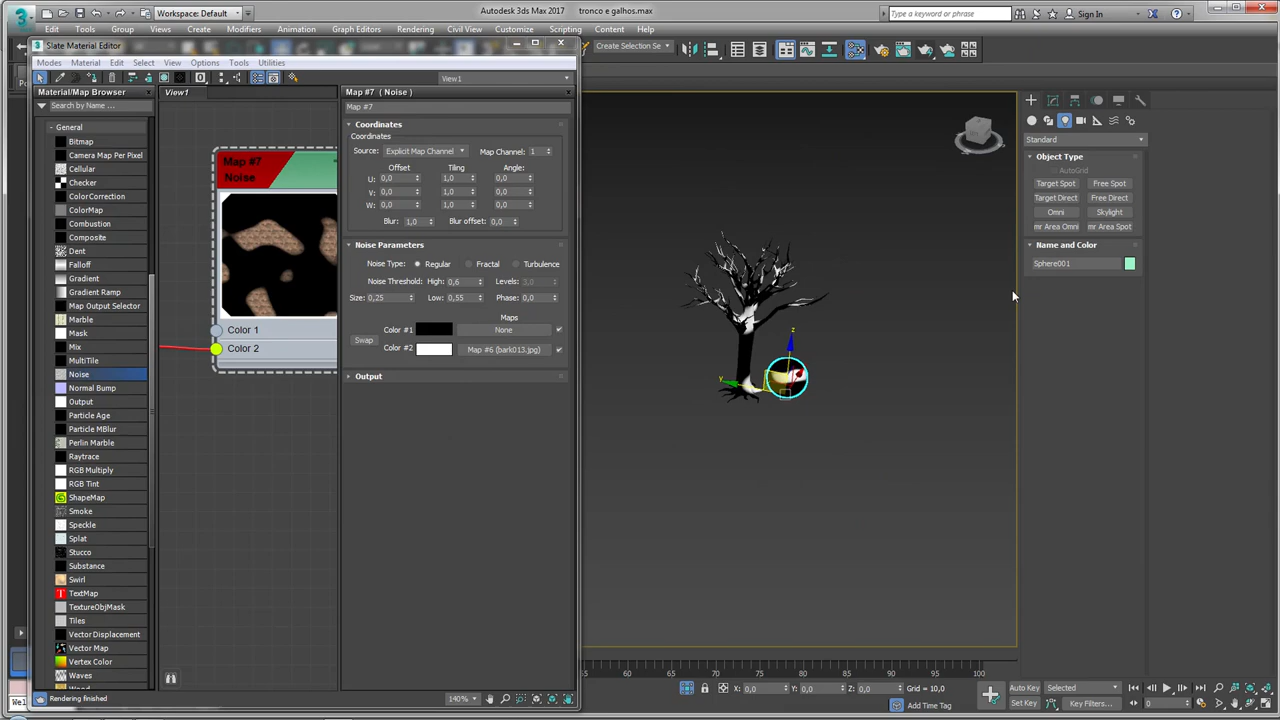 Workspace: Default
Autodesk 3ds Max 2017
tronco e galhos.max
Type a keyword or phrase
Sign In
Edit
Tools
Group
Views
Create
Modifiers
Animation
Graph Editors
Rendering
Civil View
Customize
Scripting
Content
Help
Slate Material Editor
Create Selection Se
Modes
Material
Edit
Select
View
Options
Tools
Utilities
View1
Material/Map Browser
Search by Name ...
General
Bitmap
Camera Map Per Pixel
Cellular
Checker
ColorCorrection
ColorMap
Combustion
Composite
Dent
Falloff
Gradient
Gradient Ramp
Map Output Selector
Marble
Mask
Mix
MultiTile
Noise
Normal Bump
Output
Particle Age
Particle MBlur
Perlin Marble
Raytrace
RGB Multiply
RGB Tint
ShapeMap
Smoke
Speckle
Splat
Stucco
Substance
Swirl
TextMap
TextureObjMask
Tiles
Vector Displacement
Vector Map
Vertex Color
Waves
View1
Map #7
Noise
Color 1
Color 2
Map #7 ( Noise )
Map #7
Coordinates
Coordinates
Source: Explicit Map Channel Map Channel: 1
Offset Tiling Angle:
U: 0,0 1,0 0,0
V: 0,0 1,0 0,0
W: 0,0 1,0 0,0
Blur: 1,0 Blur offset: 0,0
Noise Parameters
Noise Type: Regular Fractal Turbulence
Noise Threshold: High: 0,6 Levels: 3,0
Size: 0,25 Low: 0,55 Phase: 0,0
Maps
Color #1 None
Swap
Color #2 Map #6 (bark013.jpg)
Output
z
y
Standard
Object Type
AutoGrid
Target Spot Free Spot
Target Direct Free Direct
Omni Skylight
mr Area Omni mr Area Spot
Name and Color
Sphere001
60 65 70 75 80 85 90 95 100
Rendering finished
140%
X: 0,0 Y: 0,0 Z: 0,0 Grid = 10,0
Auto Key Selected
Add Time Tag
Set Key Key Filters...
0
Wel